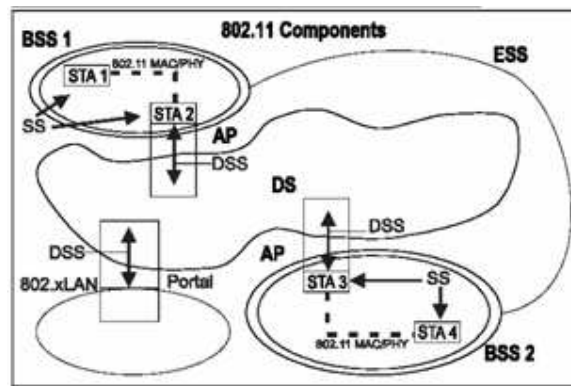 BSS 1
802.11 Components
802.11 MAC/PHY
ESS
STA 1
SS
STA 2
AP
DSS
DS
DSS
DSS
AP
802.xLAN
Portal
STA 3
SS
STA 4
802.11 MAC/PHY
BSS 2